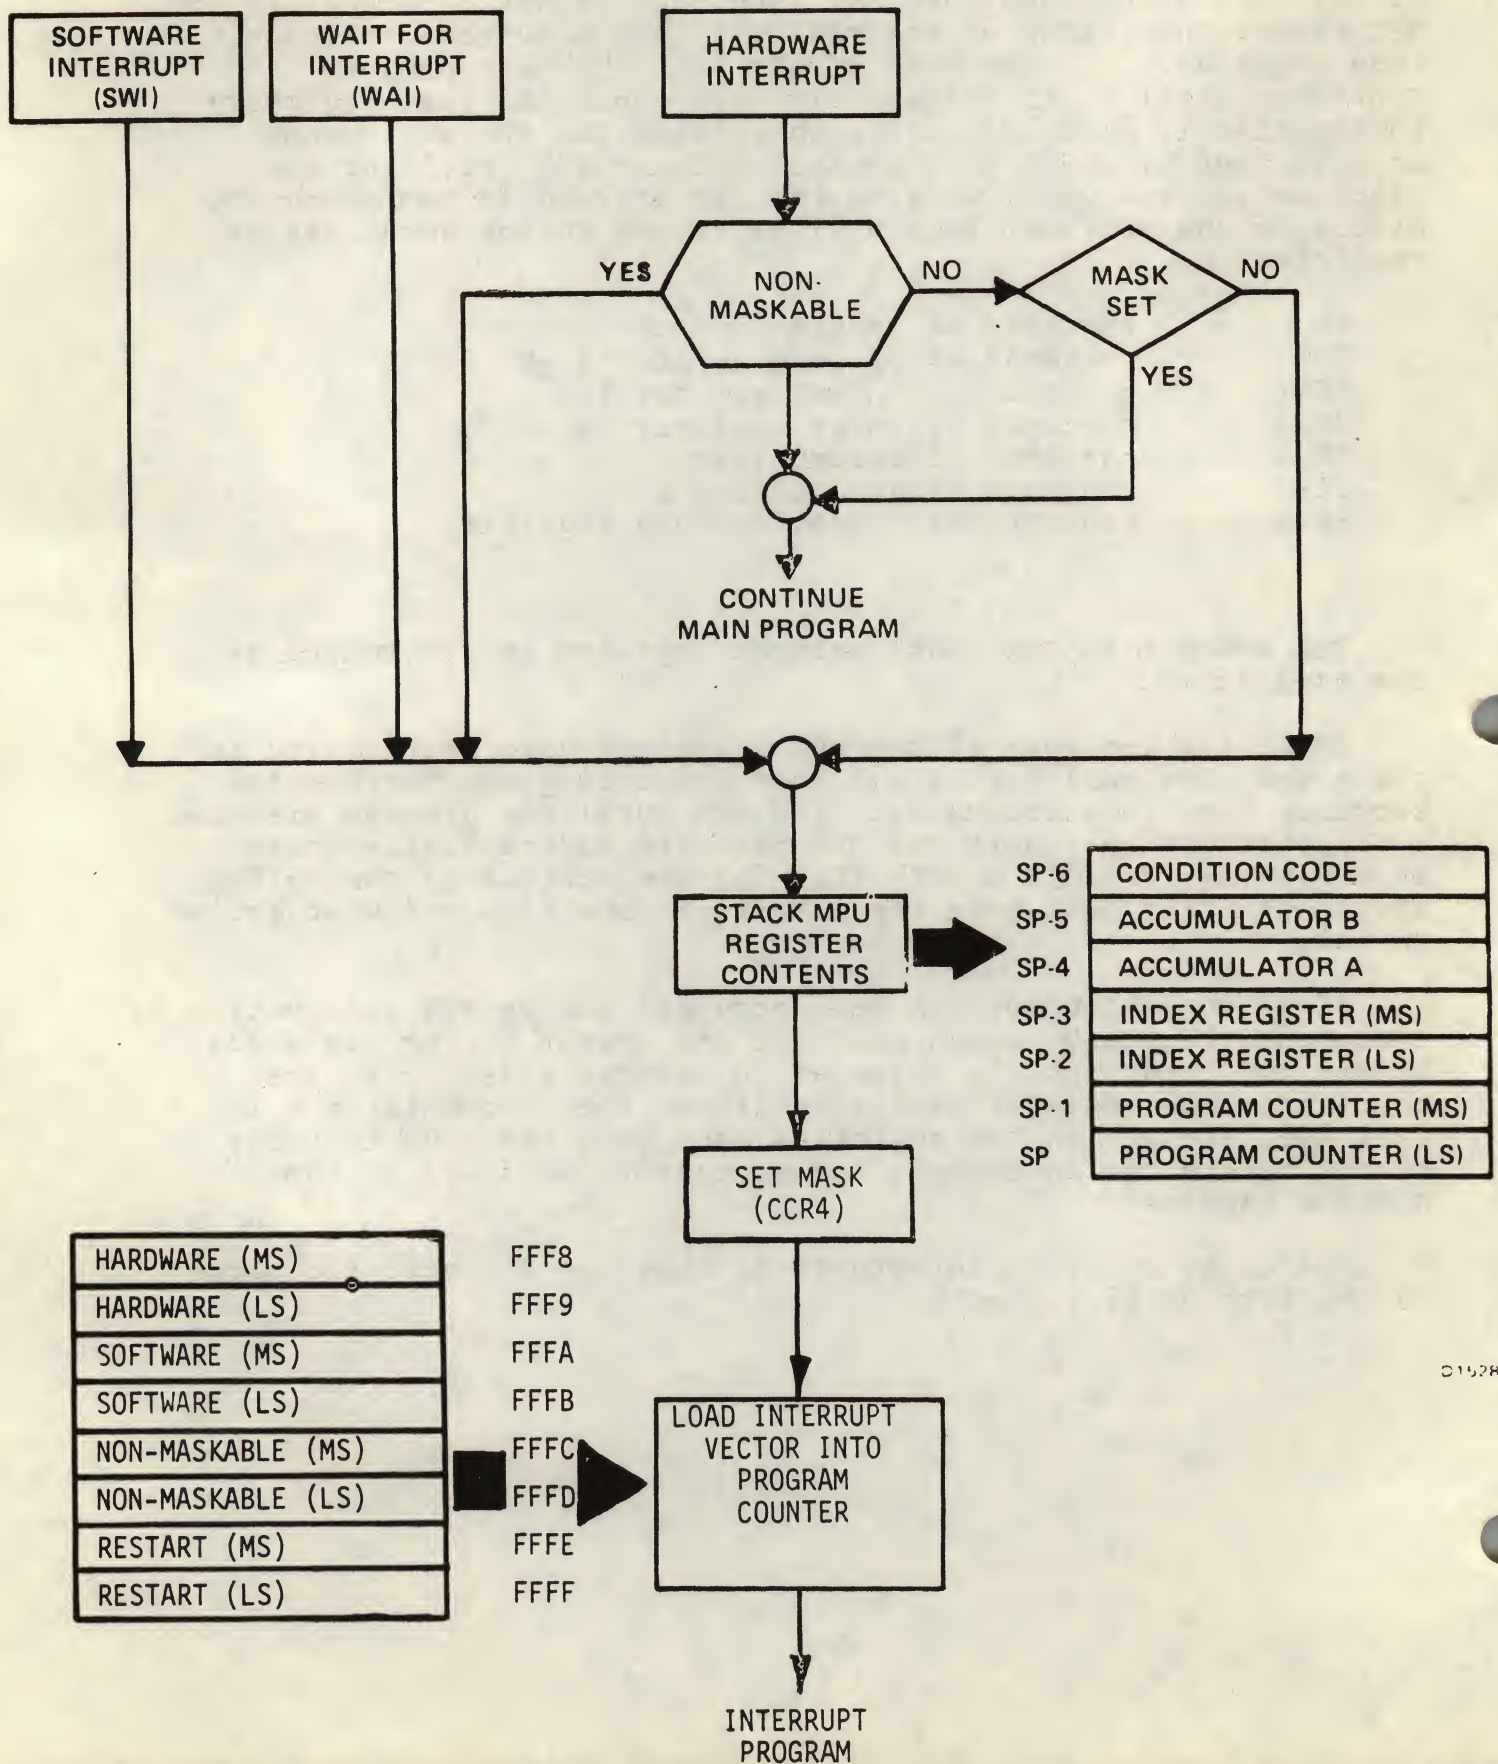 SOFTWARE
INTERRUPT
(SWI)
WAIT FOR
INTERRUPT
(WAI)
HARDWARE
INTERRUPT
YES
NON-
MASKABLE
NO
MASK
SET
NO
YES
CONTINUE
MAIN PROGRAM
STACK MPU
REGISTER
CONTENTS
SP-6 CONDITION CODE
SP-5 ACCUMULATOR B
SP-4 ACCUMULATOR A
SP-3 INDEX REGISTER (MS)
SP-2 INDEX REGISTER (LS)
SP-1 PROGRAM COUNTER (MS)
SP PROGRAM COUNTER (LS)
SET MASK
(CCR4)
HARDWARE (MS) FFF8
HARDWARE (LS) FFF9
SOFTWARE (MS) FFFA
SOFTWARE (LS) FFFB
NON-MASKABLE (MS) FFFC
NON-MASKABLE (LS) FFFD
RESTART (MS) FFFE
RESTART (LS) FFFF
LOAD INTERRUPT
VECTOR INTO
PROGRAM
COUNTER
INTERRUPT
PROGRAM